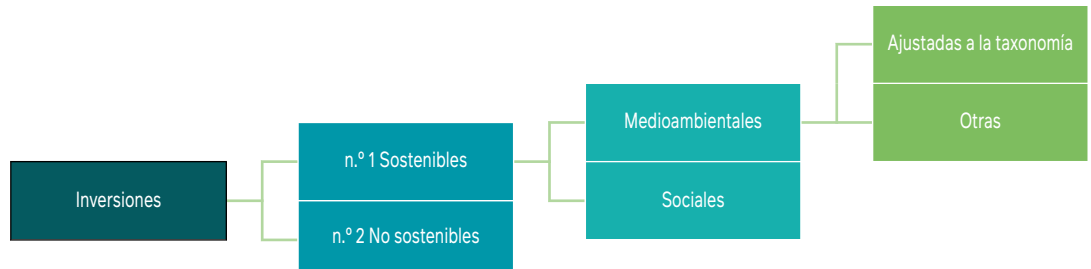 Inversiones
n.º 1 Sostenibles
n.º 2 No sostenibles
Medioambientales
Sociales
Ajustadas a la taxonomía
Otras